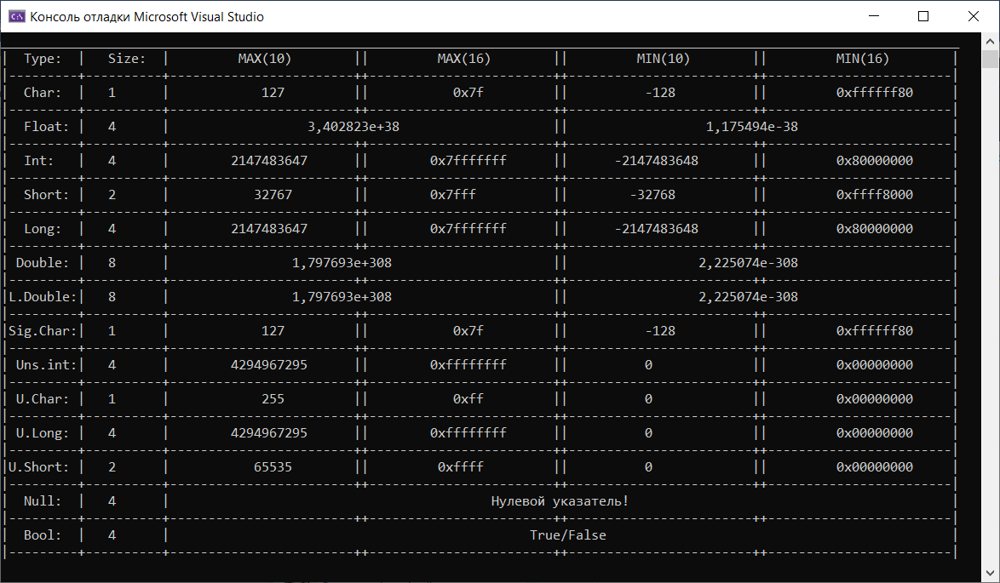 Консоль отладки Microsoft Visual Studio
| Type: | Size: | MAX(10) || MAX(16) || MIN(10) || MIN(16) |
|---------+----------+------------------------++------------------------++------------------------++------------------------|
| Char: | 1 | 127 || 0x7f || -128 || 0xffffff80 |
|---------+----------+------------------------++------------------------++------------------------++------------------------|
| Float: | 4 | 3,402823e+38 || 1,175494e-38 |
|---------+----------+------------------------++------------------------++------------------------++------------------------|
| Int: | 4 | 2147483647 || 0x7fffffff || -2147483648 || 0x80000000 |
|---------+----------+------------------------++------------------------++------------------------++------------------------|
| Short: | 2 | 32767 || 0x7fff || -32768 || 0xffff8000 |
|---------+----------+------------------------++------------------------++------------------------++------------------------|
| Long: | 4 | 2147483647 || 0x7fffffff || -2147483648 || 0x80000000 |
|---------+----------+------------------------++------------------------++------------------------++------------------------|
| Double: | 8 | 1,797693e+308 || 2,225074e-308 |
|---------+----------+------------------------++------------------------++------------------------++------------------------|
|L.Double:| 8 | 1,797693e+308 || 2,225074e-308 |
|---------+----------+------------------------++------------------------++------------------------++------------------------|
|Sig.Char:| 1 | 127 || 0x7f || -128 || 0xffffff80 |
|---------+----------+------------------------++------------------------++------------------------++------------------------|
| Uns.int:| 4 | 4294967295 || 0xffffffff || 0 || 0x00000000 |
|---------+----------+------------------------++------------------------++------------------------++------------------------|
| U.Char: | 1 | 255 || 0xff || 0 || 0x00000000 |
|---------+----------+------------------------++------------------------++------------------------++------------------------|
| U.Long: | 4 | 4294967295 || 0xffffffff || 0 || 0x00000000 |
|---------+----------+------------------------++------------------------++------------------------++------------------------|
|U.Short: | 2 | 65535 || 0xffff || 0 || 0x00000000 |
|---------+----------+------------------------++------------------------++------------------------++------------------------|
| Null: | 4 | Нулевой указатель! |
|---------+----------+------------------------++------------------------++------------------------++------------------------|
| Bool: | 4 | True/False |
|---------+----------+------------------------++------------------------++------------------------++------------------------|